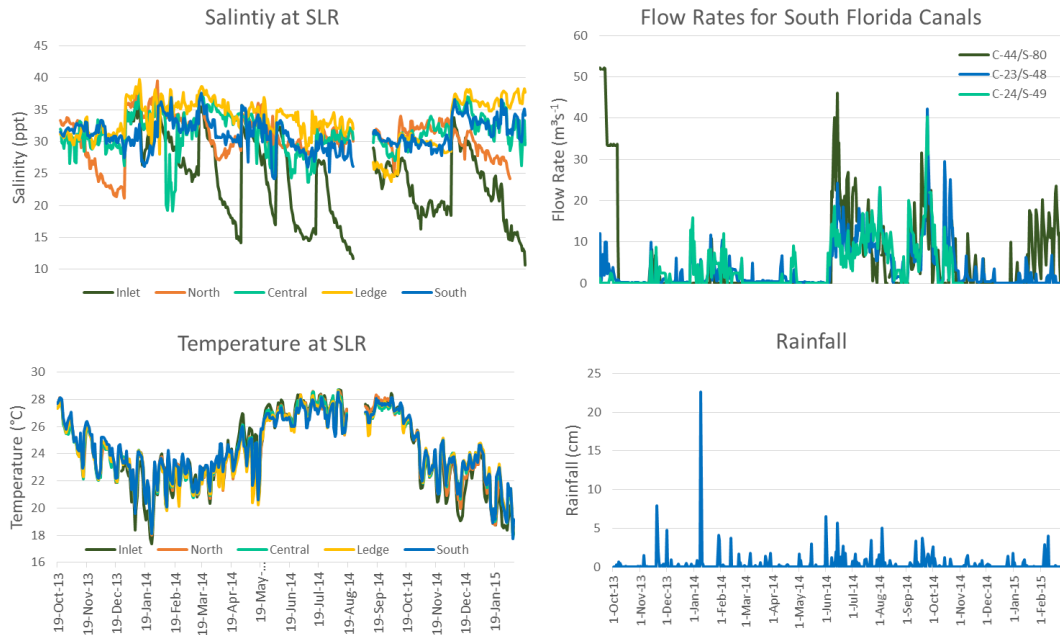 Salintiy at SLR
45
40
35
30
25
20
15
10
Salinity (ppt)
Inlet North Central Ledge South
Flow Rates for South Florida Canals
60
50
40
30
20
10
0
Flow Rate (m³s⁻¹)
C-44/S-80
C-23/S-48
C-24/S-49
Temperature at SLR
30
28
26
24
22
20
18
16
Temperature (°C)
Inlet North Central Ledge South
19-Oct-13
19-Nov-13
19-Dec-13
19-Jan-14
19-Feb-14
19-Mar-14
19-Apr-14
19-May-...
19-Jun-14
19-Jul-14
19-Aug-14
19-Sep-14
19-Oct-14
19-Nov-14
19-Dec-14
19-Jan-15
Rainfall
25
20
15
10
5
0
Rainfall (cm)
1-Oct-13
1-Nov-13
1-Dec-13
1-Jan-14
1-Feb-14
1-Mar-14
1-Apr-14
1-May-14
1-Jun-14
1-Jul-14
1-Aug-14
1-Sep-14
1-Oct-14
1-Nov-14
1-Dec-14
1-Jan-15
1-Feb-15